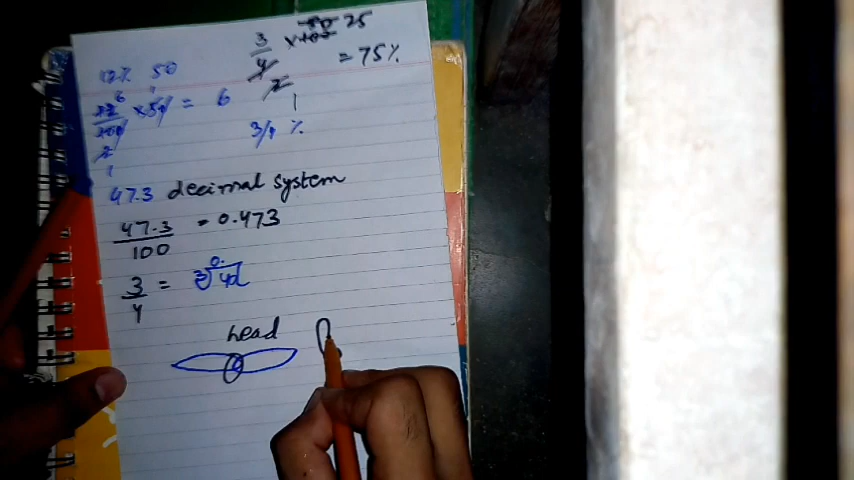 12% 50
12/100 × 50 = 6
3/4 × 100 = 75%
3/4 %
47.3 decimal system
47.3/100 = 0.473
3/4 =
head